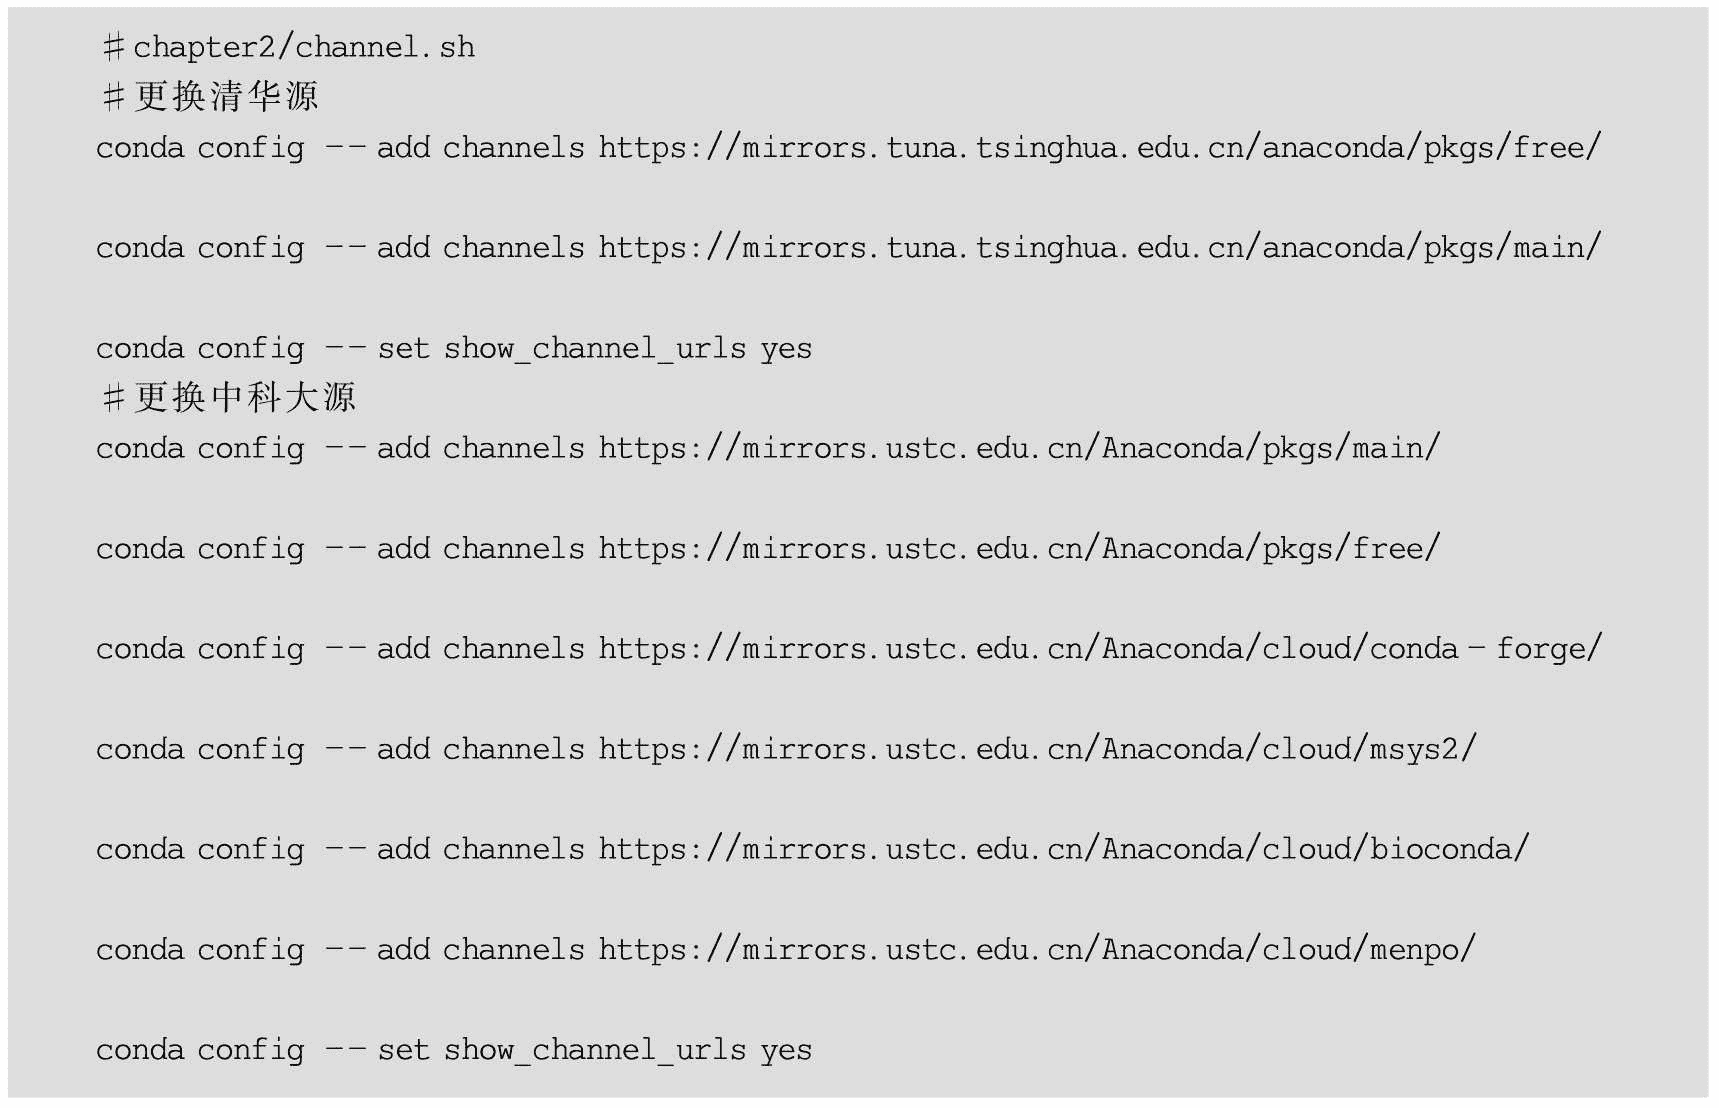 #chapter2/channel.sh
#更换清华源
conda config -- add channels https://mirrors.tuna.tsinghua.edu.cn/anaconda/pkgs/free/
conda config -- add channels https://mirrors.tuna.tsinghua.edu.cn/anaconda/pkgs/main/
conda config -- set show_channel_urls yes
#更换中科大源
conda config -- add channels https://mirrors.ustc.edu.cn/Anaconda/pkgs/main/
conda config -- add channels https://mirrors.ustc.edu.cn/Anaconda/pkgs/free/
conda config -- add channels https://mirrors.ustc.edu.cn/Anaconda/cloud/conda-forge/
conda config -- add channels https://mirrors.ustc.edu.cn/Anaconda/cloud/msys2/
conda config -- add channels https://mirrors.ustc.edu.cn/Anaconda/cloud/bioconda/
conda config -- add channels https://mirrors.ustc.edu.cn/Anaconda/cloud/menpo/
conda config -- set show_channel_urls yes